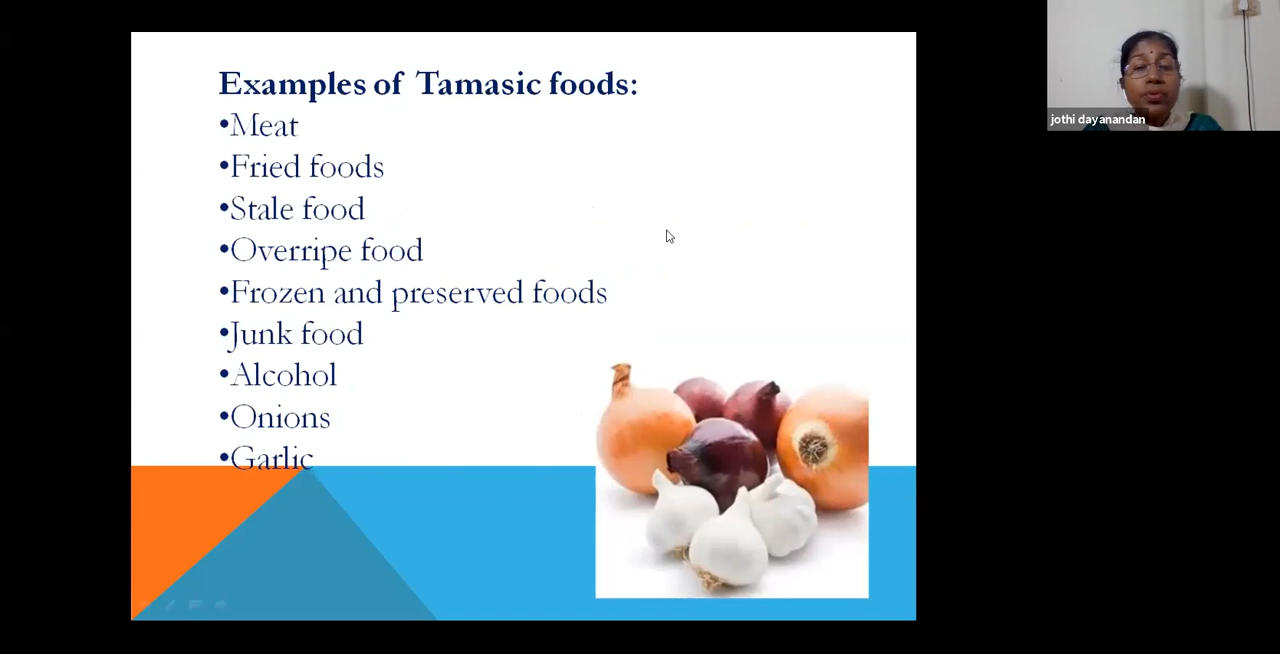 Examples of Tamasic foods:
•Meat
•Fried foods
•Stale food
•Overripe food
•Frozen and preserved foods
•Junk food
•Alcohol
•Onions
•Garlic
jothi dayanandan